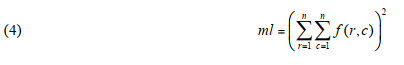 (4) ml = ( n∑r=1 n∑c=1 f(r,c) )²